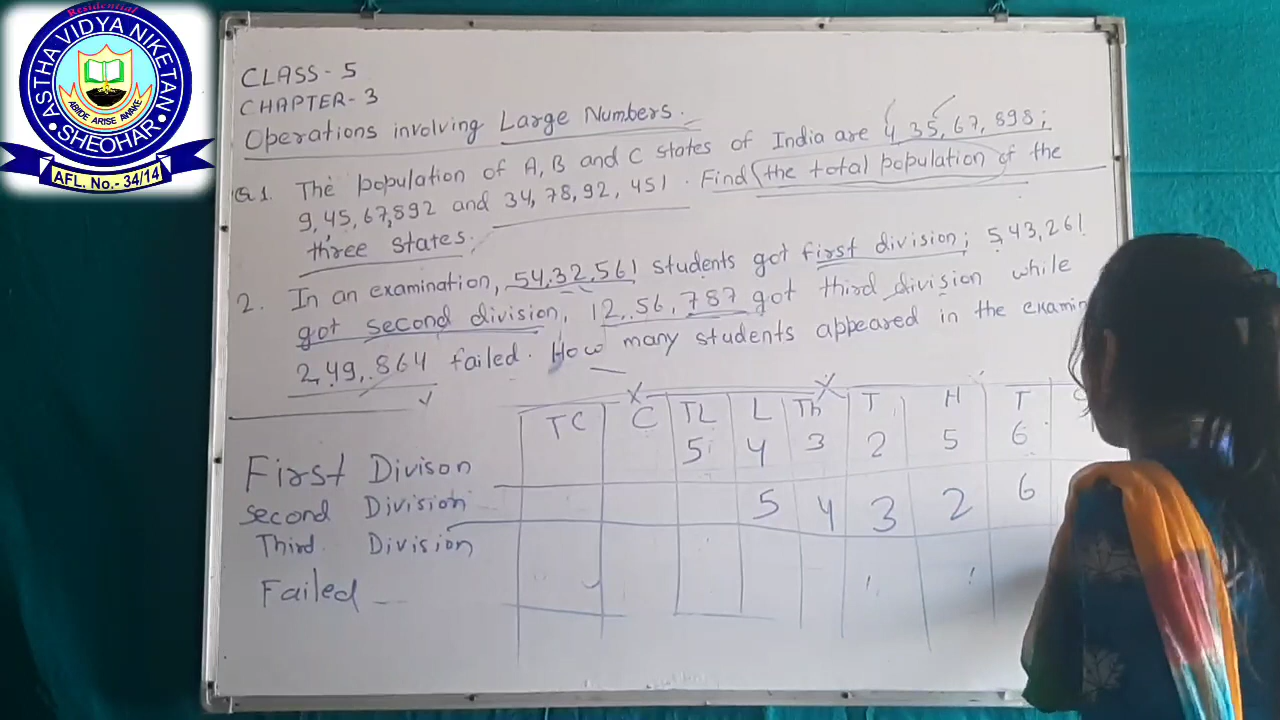 Residential
ASTHA VIDYA NIKETAN
ABIDE ARISE AWAKE
SHEOHAR
AFL. No.- 34/14
CLASS - 5
CHAPTER - 3
Operations involving Large Numbers.
Q.1. The population of A, B and C states of India are 4,35,67,898;
9,45,67,892 and 34,78,92,451. Find the total population of the
three states.
2. In an examination, 54,32,561 students got first division; 5,43,261
got second division, 12,56,787 got third division while
2,49,864 failed. How many students appeared in the examin
TC C TL L Th T H T
First Divison 5 4 3 2 5 6
Second Division 5 4 3 2 6
Third Division
Failed